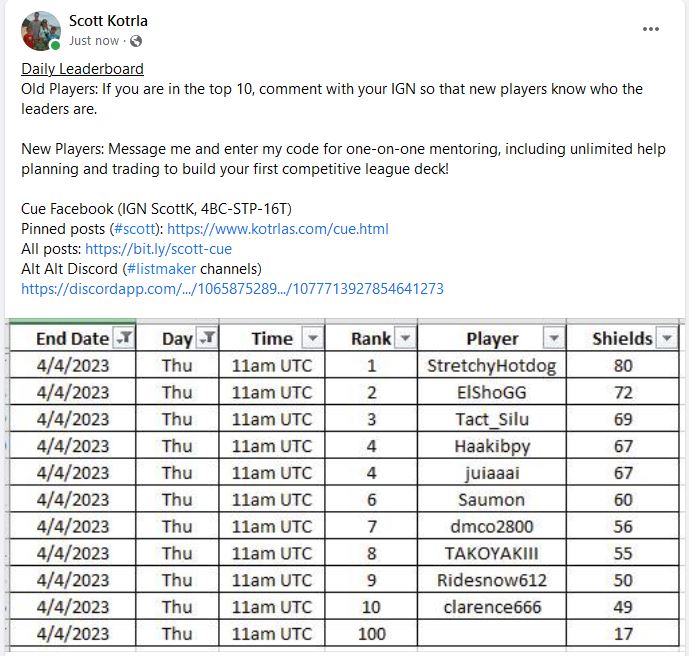 Scott Kotrla
Just now ·
Daily Leaderboard
Old Players: If you are in the top 10, comment with your IGN so that new players know who the
leaders are.
New Players: Message me and enter my code for one-on-one mentoring, including unlimited help
planning and trading to build your first competitive league deck!
Cue Facebook (IGN ScottK, 4BC-STP-16T)
Pinned posts (#scott): https://www.kotrlas.com/cue.html
All posts: https://bit.ly/scott-cue
Alt Alt Discord (#listmaker channels)
https://discordapp.com/.../1065875289.../1077713927854641273
End Date Day Time Rank Player Shields
4/4/2023 Thu 11am UTC 1 StretchyHotdog 80
4/4/2023 Thu 11am UTC 2 ElShoGG 72
4/4/2023 Thu 11am UTC 3 Tact_Silu 69
4/4/2023 Thu 11am UTC 4 Haakibpy 67
4/4/2023 Thu 11am UTC 4 juiaaai 67
4/4/2023 Thu 11am UTC 6 Saumon 60
4/4/2023 Thu 11am UTC 7 dmco2800 56
4/4/2023 Thu 11am UTC 8 TAKOYAKIII 55
4/4/2023 Thu 11am UTC 9 Ridesnow612 50
4/4/2023 Thu 11am UTC 10 clarence666 49
4/4/2023 Thu 11am UTC 100 17